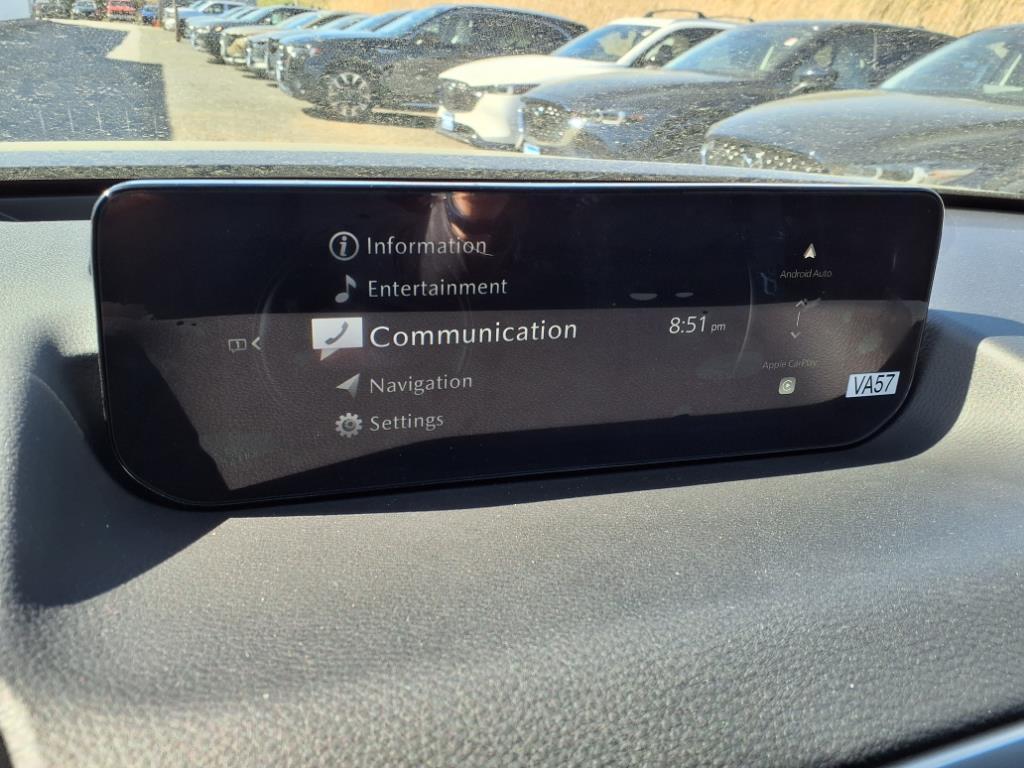 Information
Entertainment
Communication
Navigation
Settings
8:51 pm
Android Auto
Apple CarPlay
VA57